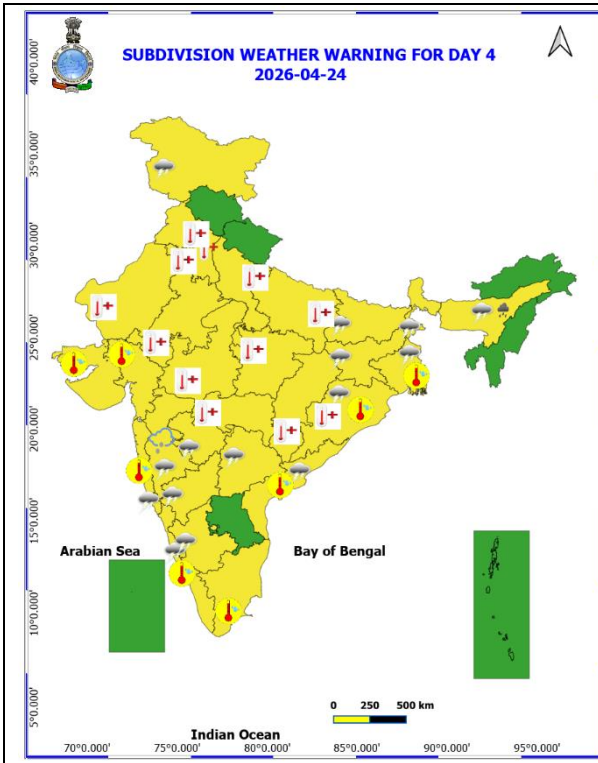 SUBDIVISION WEATHER WARNING FOR DAY 4
2026-04-24
40°0.000'
35°0.000'
30°0.000'
25°0.000'
20°0.000'
15°0.000'
10°0.000'
5°0.000'
Arabian Sea
Bay of Bengal
0 250 500 km
Indian Ocean
70°0.000' 75°0.000' 80°0.000' 85°0.000' 90°0.000' 95°0.000'